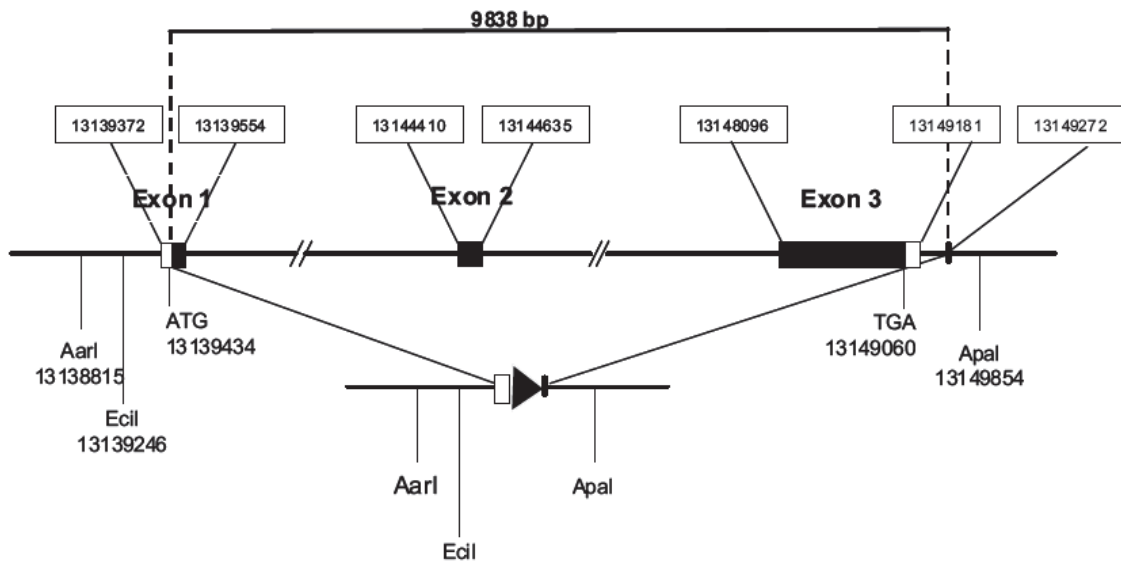 9838 bp
13139372
13139554
13144410
13144635
13148096
13149181
13149272
Exon 1
Exon 2
Exon 3
ATG
13139434
TGA
13149060
AarI
13138815
ApaI
13149854
EciI
13139246
AarI
ApaI
EciI